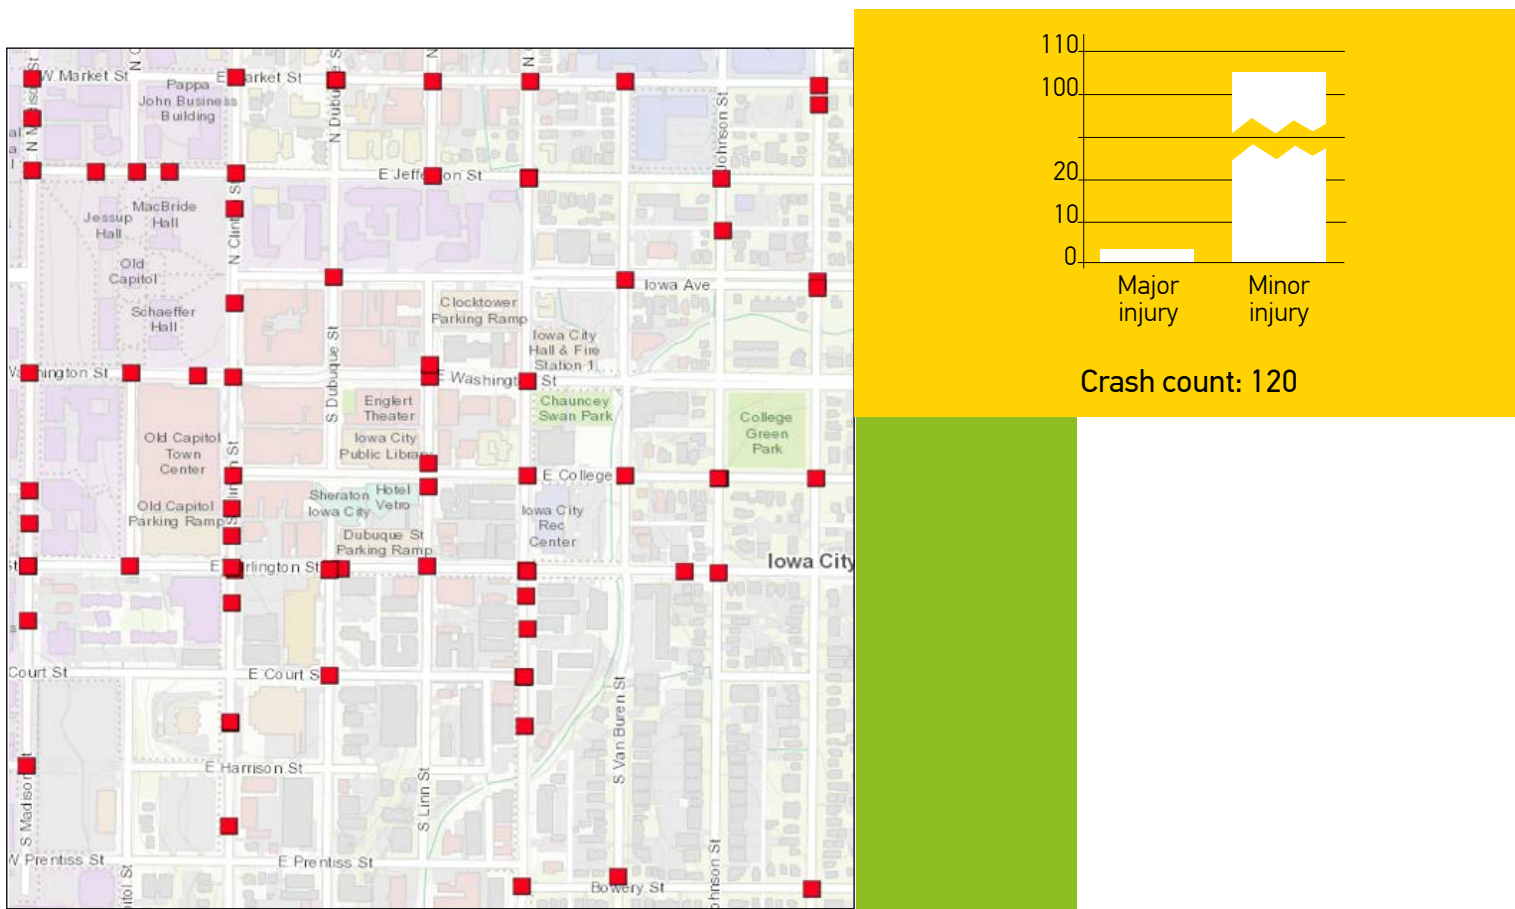 W Market St
E Market St
Pappa
John Business
Building
N Dubuque S
Johnson St
E Jefferson St
MacBride
Hall
Jessup
Hall
N Clint St
Old
Capitol
Iowa Ave
Schaeffer
Hall
Clocktower
Parking Ramp
Iowa City
Hall & Fire
Station 1
S Dubuque St
Washington St
E Washington St
Englert
Theater
Chauncey
Swan Park
College
Green
Park
Iowa City
Public Library
Old Capitol
Town
Center
E College
Sheraton
Iowa City
Hotel
Vetro
Old Capitol
Parking Ramp
Iowa City
Rec
Center
Dubuque St
Parking Ramp
Iowa City
St
E Burlington St
Court St
E Court S
S Van Buren St
E Harrison St
S Madison
S Linn St
W Prentiss St
E Prentiss St
Bowery St
itol St
hnson St
110
100
20
10
0
Major
injury
Minor
injury
Crash count: 120